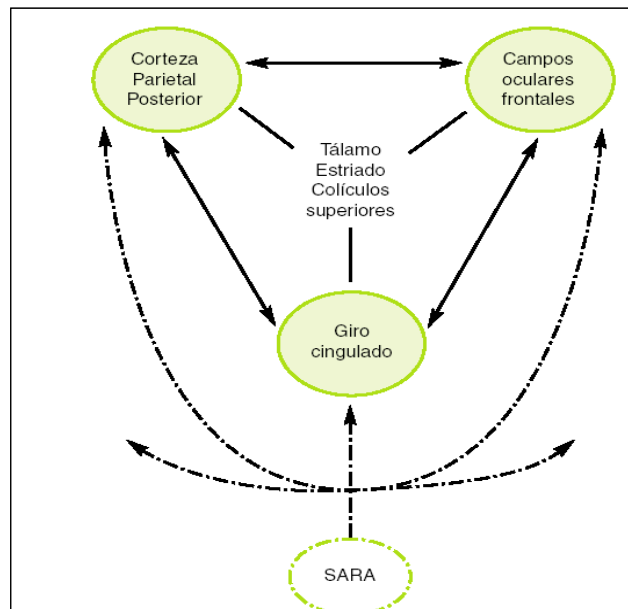 Corteza
Parietal
Posterior
Campos
oculares
frontales
Tálamo
Estriado
Colículos
superiores
Giro
cingulado
SARA